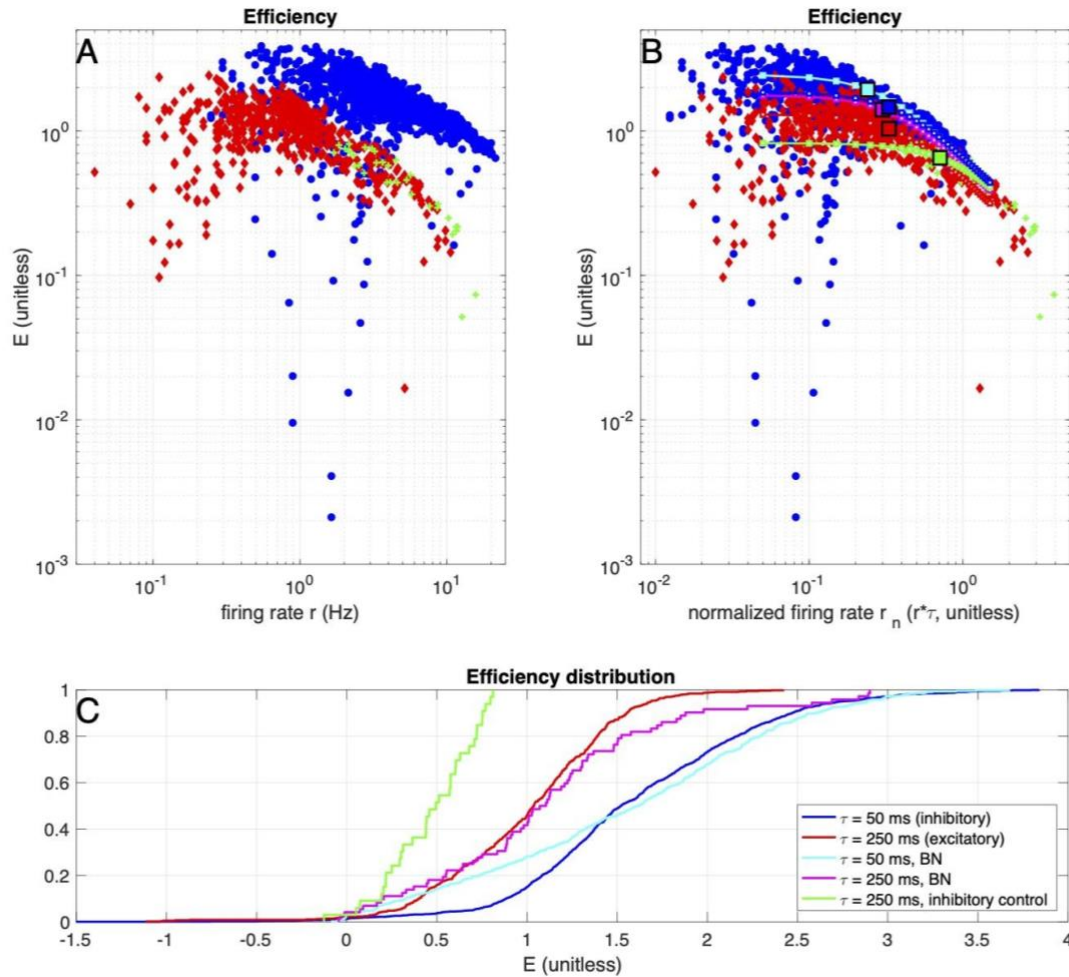 Efficiency
A
10^0
10^-1
10^-2
10^-3
E (unitless)
10^-1
10^0
10^1
firing rate r (Hz)
Efficiency
B
10^0
10^-1
10^-2
10^-3
E (unitless)
10^-2
10^-1
10^0
normalized firing rate r_n (r*τ, unitless)
Efficiency distribution
C
1
0.8
0.6
0.4
0.2
0
-1.5
-1
-0.5
0
0.5
1
1.5
2
2.5
3
3.5
4
E (unitless)
τ = 50 ms (inhibitory)
τ = 250 ms (excitatory)
τ = 50 ms, BN
τ = 250 ms, BN
τ = 250 ms, inhibitory control